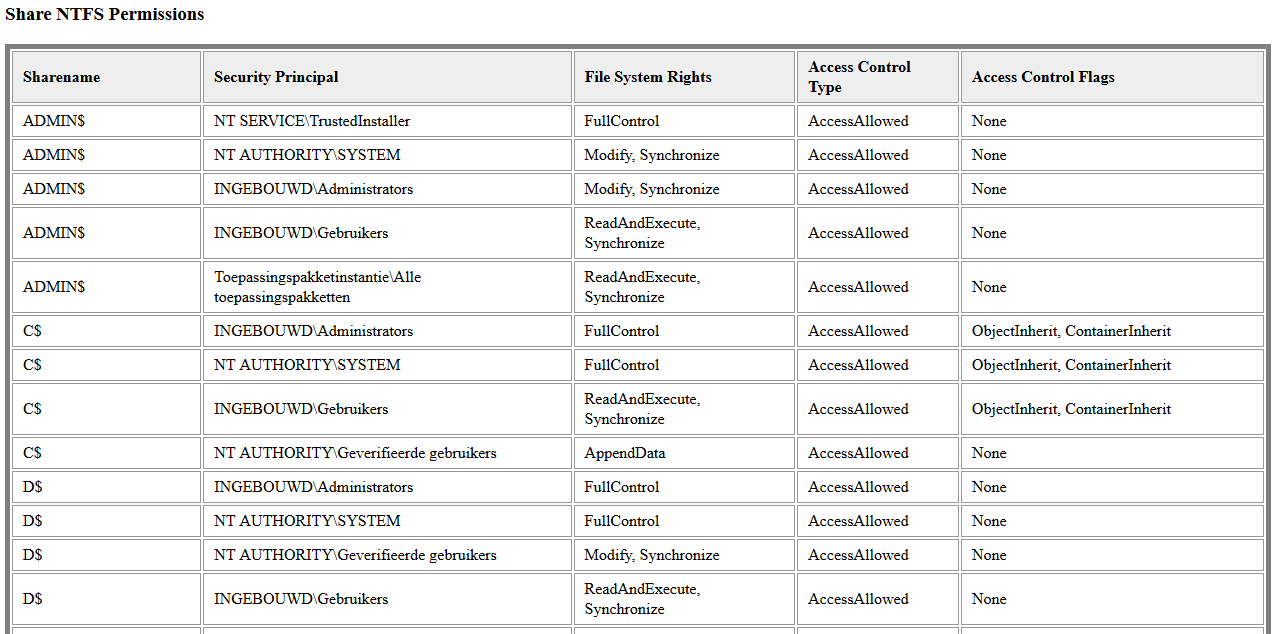 Share NTFS Permissions
Sharename Security Principal File System Rights Access Control Type Access Control Flags
ADMIN$ NT SERVICE\TrustedInstaller FullControl AccessAllowed None
ADMIN$ NT AUTHORITY\SYSTEM Modify, Synchronize AccessAllowed None
ADMIN$ INGEBOUWD\Administrators Modify, Synchronize AccessAllowed None
ADMIN$ INGEBOUWD\Gebruikers ReadAndExecute, Synchronize AccessAllowed None
ADMIN$ Toepassingspakketinstantie\Alle toepassingspakketten ReadAndExecute, Synchronize AccessAllowed None
C$ INGEBOUWD\Administrators FullControl AccessAllowed ObjectInherit, ContainerInherit
C$ NT AUTHORITY\SYSTEM FullControl AccessAllowed ObjectInherit, ContainerInherit
C$ INGEBOUWD\Gebruikers ReadAndExecute, Synchronize AccessAllowed ObjectInherit, ContainerInherit
C$ NT AUTHORITY\Geverifieerde gebruikers AppendData AccessAllowed None
D$ INGEBOUWD\Administrators FullControl AccessAllowed None
D$ NT AUTHORITY\SYSTEM FullControl AccessAllowed None
D$ NT AUTHORITY\Geverifieerde gebruikers Modify, Synchronize AccessAllowed None
D$ INGEBOUWD\Gebruikers ReadAndExecute, Synchronize AccessAllowed None